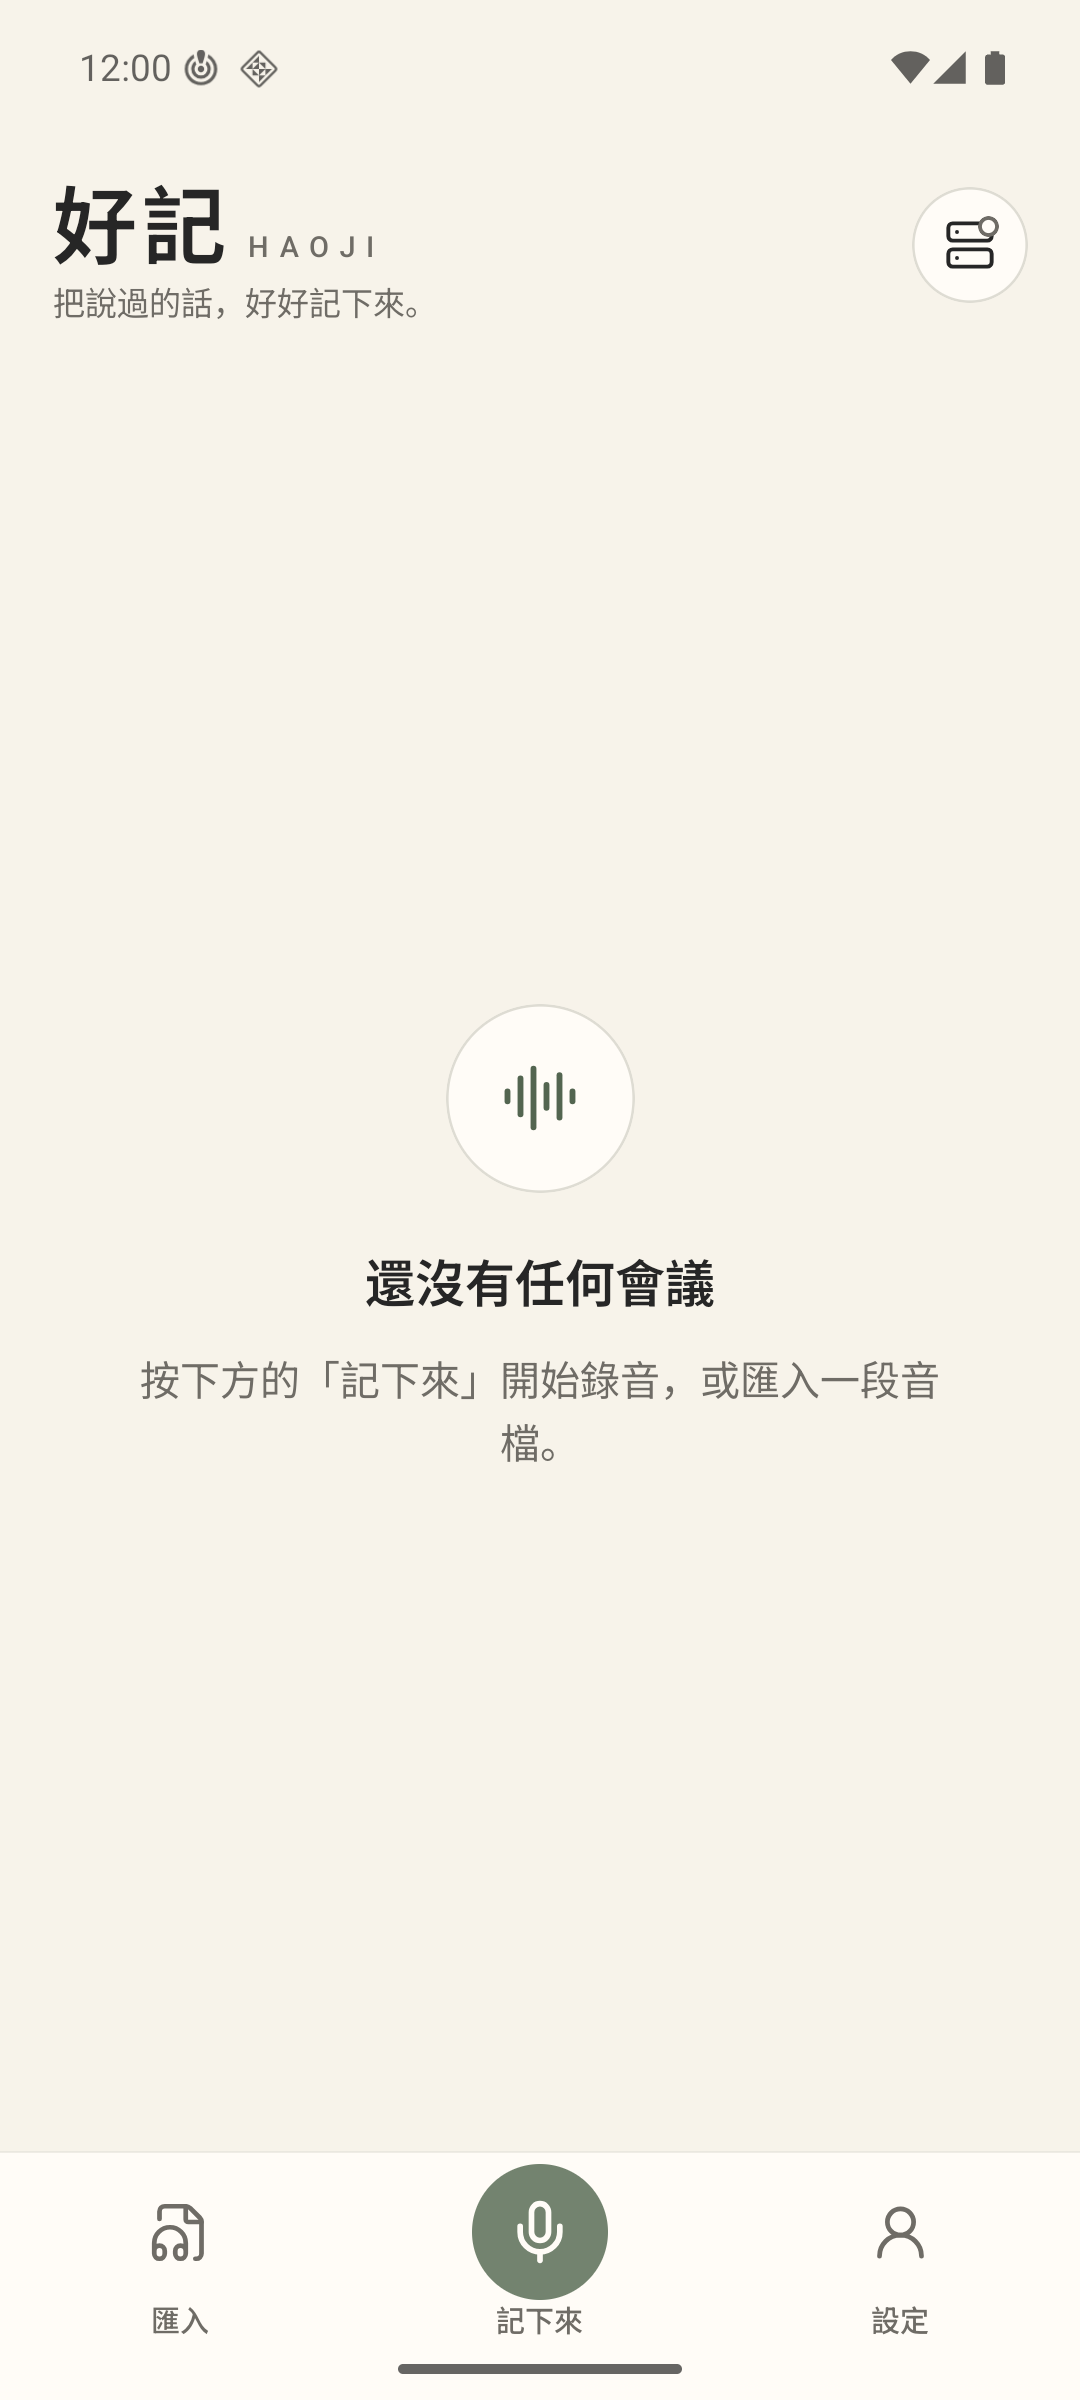 12:00
好記 HAOJI
把說過的話，好好記下來。
還沒有任何會議
按下方的「記下來」開始錄音，或匯入一段音
檔。
匯入
記下來
設定